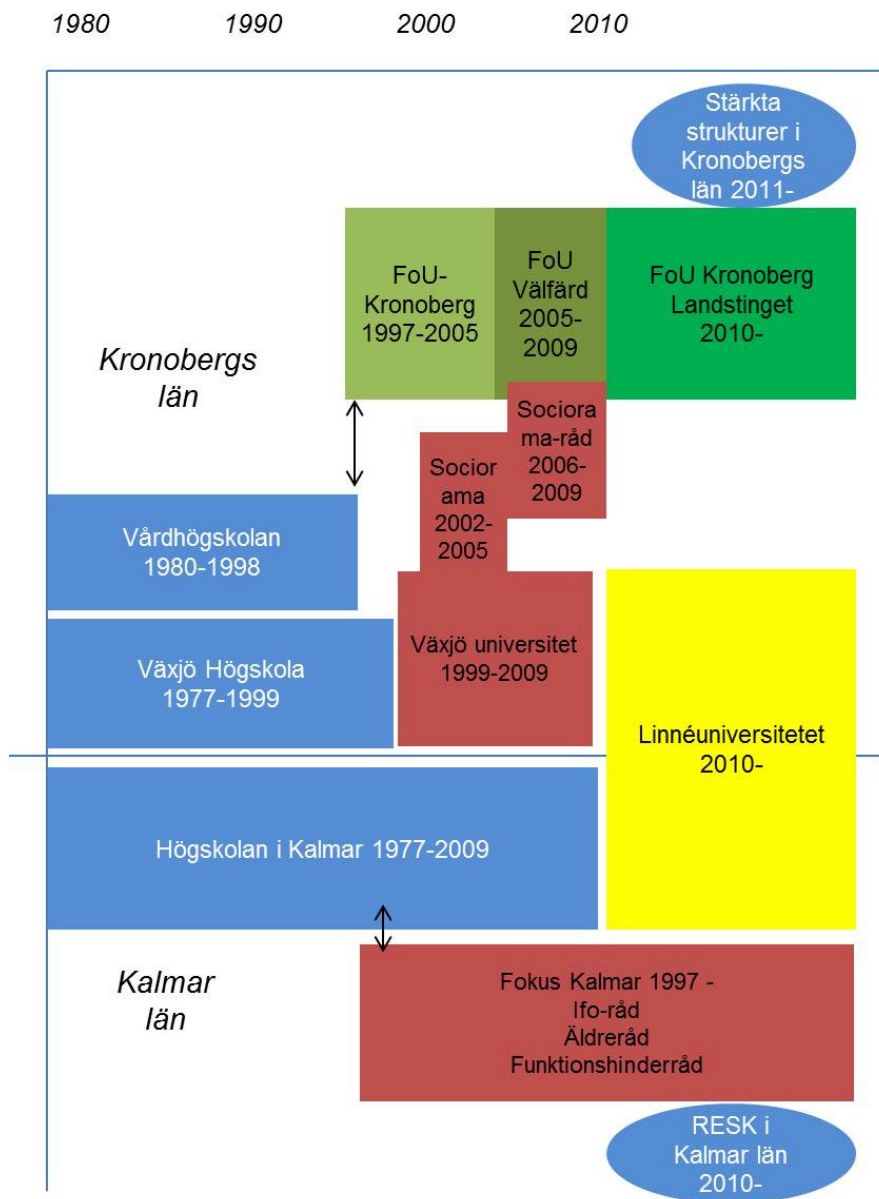 1980 1990 2000 2010
Stärkta
strukturer i
Kronobergs
län 2011-
FoU-
Kronoberg
1997-2005
FoU
Välfärd
2005-
2009
FoU Kronoberg
Landstinget
2010-
Kronobergs
län
Sociora
ma-råd
2006-
2009
Socior
ama
2002-
2005
Vårdhögskolan
1980-1998
Växjö Högskola
1977-1999
Växjö universitet
1999-2009
Linnéuniversitetet
2010-
Högskolan i Kalmar 1977-2009
Kalmar
län
Fokus Kalmar 1997 -
Ifo-råd
Äldreråd
Funktionshinderråd
RESK i
Kalmar län
2010-